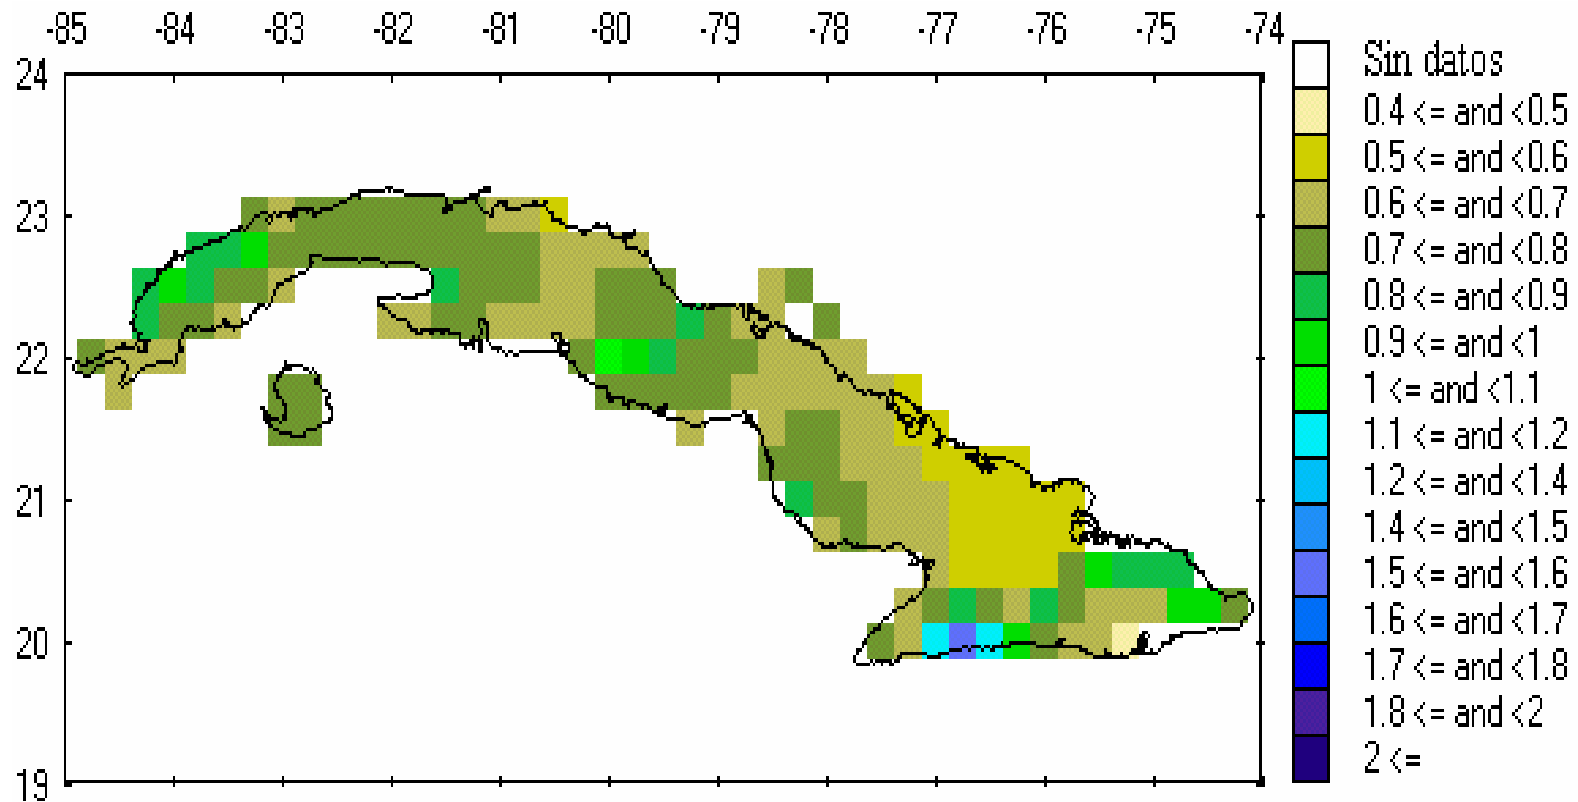 -85 -84 -83 -82 -81 -80 -79 -78 -77 -76 -75 -74
24
23
22
21
20
19
Sin datos
0.4 <= and <0.5
0.5 <= and <0.6
0.6 <= and <0.7
0.7 <= and <0.8
0.8 <= and <0.9
0.9 <= and <1
1 <= and <1.1
1.1 <= and <1.2
1.2 <= and <1.4
1.4 <= and <1.5
1.5 <= and <1.6
1.6 <= and <1.7
1.7 <= and <1.8
1.8 <= and <2
2 <=